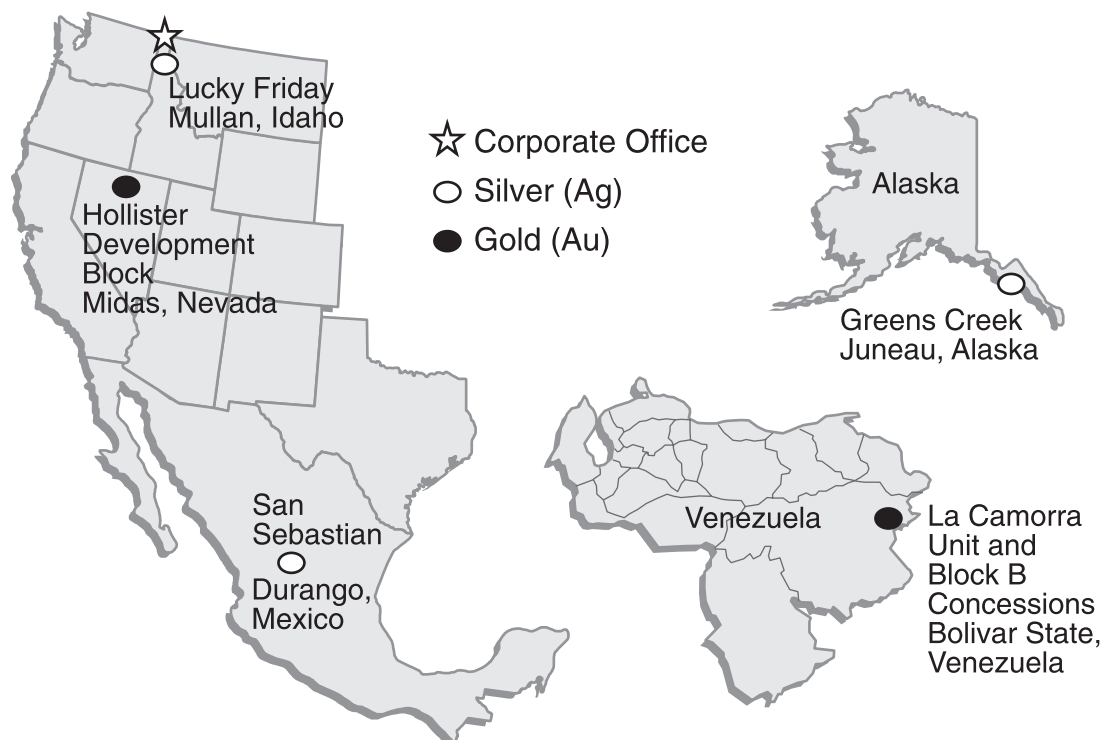 Lucky Friday
Mullan, Idaho
Corporate Office
Silver (Ag)
Gold (Au)
Hollister
Development
Block
Midas, Nevada
Alaska
Greens Creek
Juneau, Alaska
San
Sebastian
Durango,
Mexico
Venezuela
La Camorra
Unit and
Block B
Concessions
Bolivar State,
Venezuela